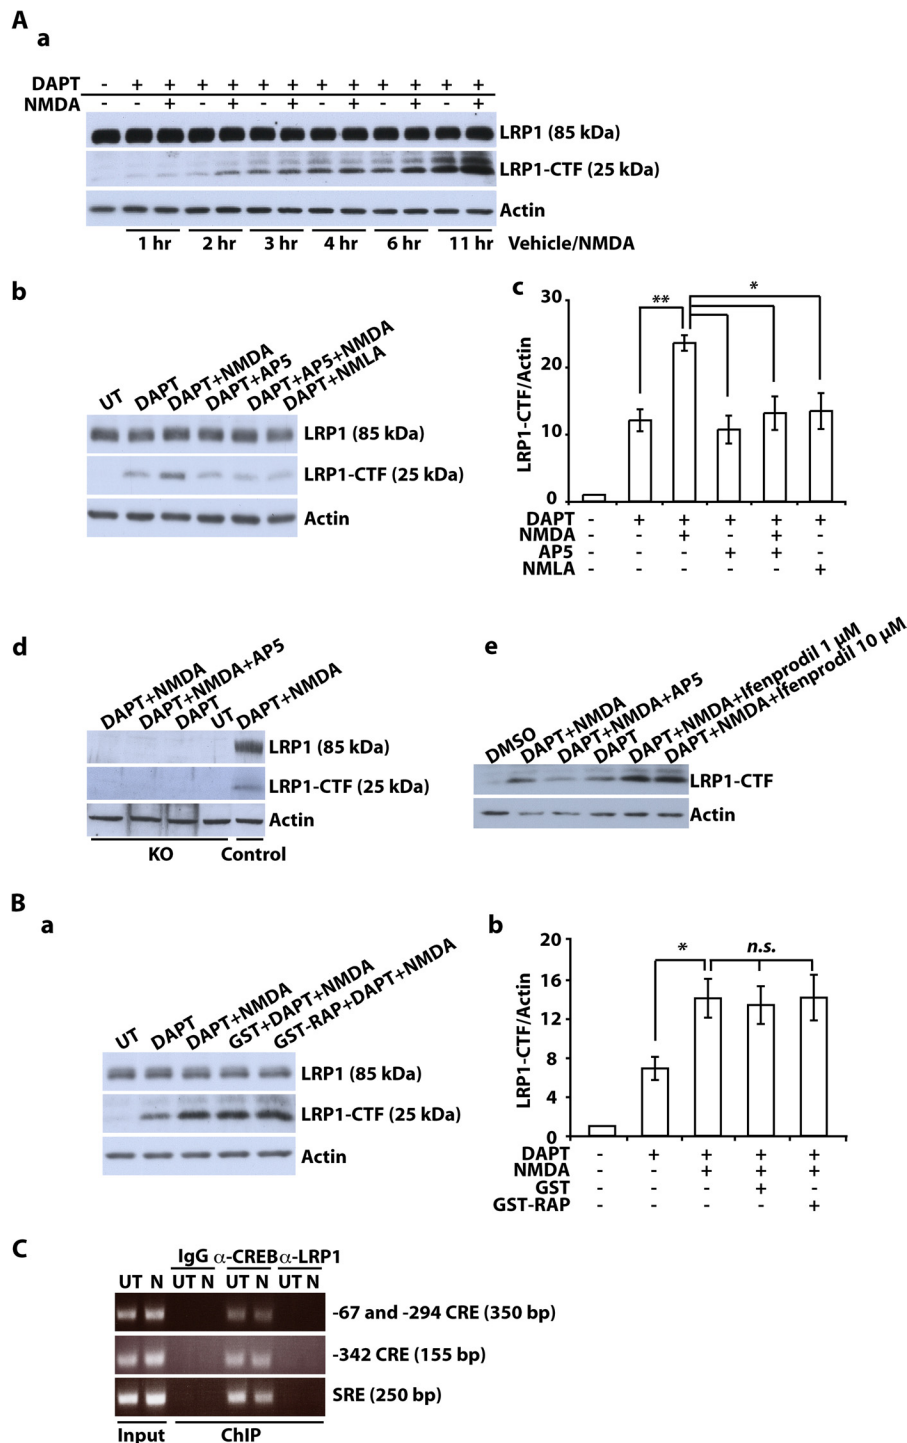 A
a
DAPT - + + + + + + + + + + + +
NMDA - - + - + - + - + - + - +
LRP1 (85 kDa)
LRP1-CTF (25 kDa)
Actin
1 hr 2 hr 3 hr 4 hr 6 hr 11 hr Vehicle/NMDA
b
UT DAPT DAPT+NMDA DAPT+AP5 DAPT+AP5+NMDA DAPT+NMLA
LRP1 (85 kDa)
LRP1-CTF (25 kDa)
Actin
c
LRP1-CTF/Actin
30
20
10
0
** *
DAPT - + + + + +
NMDA - - + - + -
AP5 - - - + + -
NMLA - - - - - +
d
DAPT+NMDA DAPT+NMDA+AP5 DAPT UT DAPT+NMDA
LRP1 (85 kDa)
LRP1-CTF (25 kDa)
Actin
KO Control
e
DMSO DAPT+NMDA DAPT+NMDA+AP5 DAPT DAPT+NMDA+Ifenprodil 1 µM DAPT+NMDA+Ifenprodil 10 µM
LRP1-CTF
Actin
B
a
UT DAPT DAPT+NMDA GST+DAPT+NMDA GST-RAP+DAPT+NMDA
LRP1 (85 kDa)
LRP1-CTF (25 kDa)
Actin
b
LRP1-CTF/Actin
20
16
12
8
4
0
* n.s.
DAPT - + + + +
NMDA - - + + +
GST - - - + -
GST-RAP - - - - +
C
IgG α-CREB α-LRP1
UT N UT N UT N UT N
-67 and -294 CRE (350 bp)
-342 CRE (155 bp)
SRE (250 bp)
Input ChIP